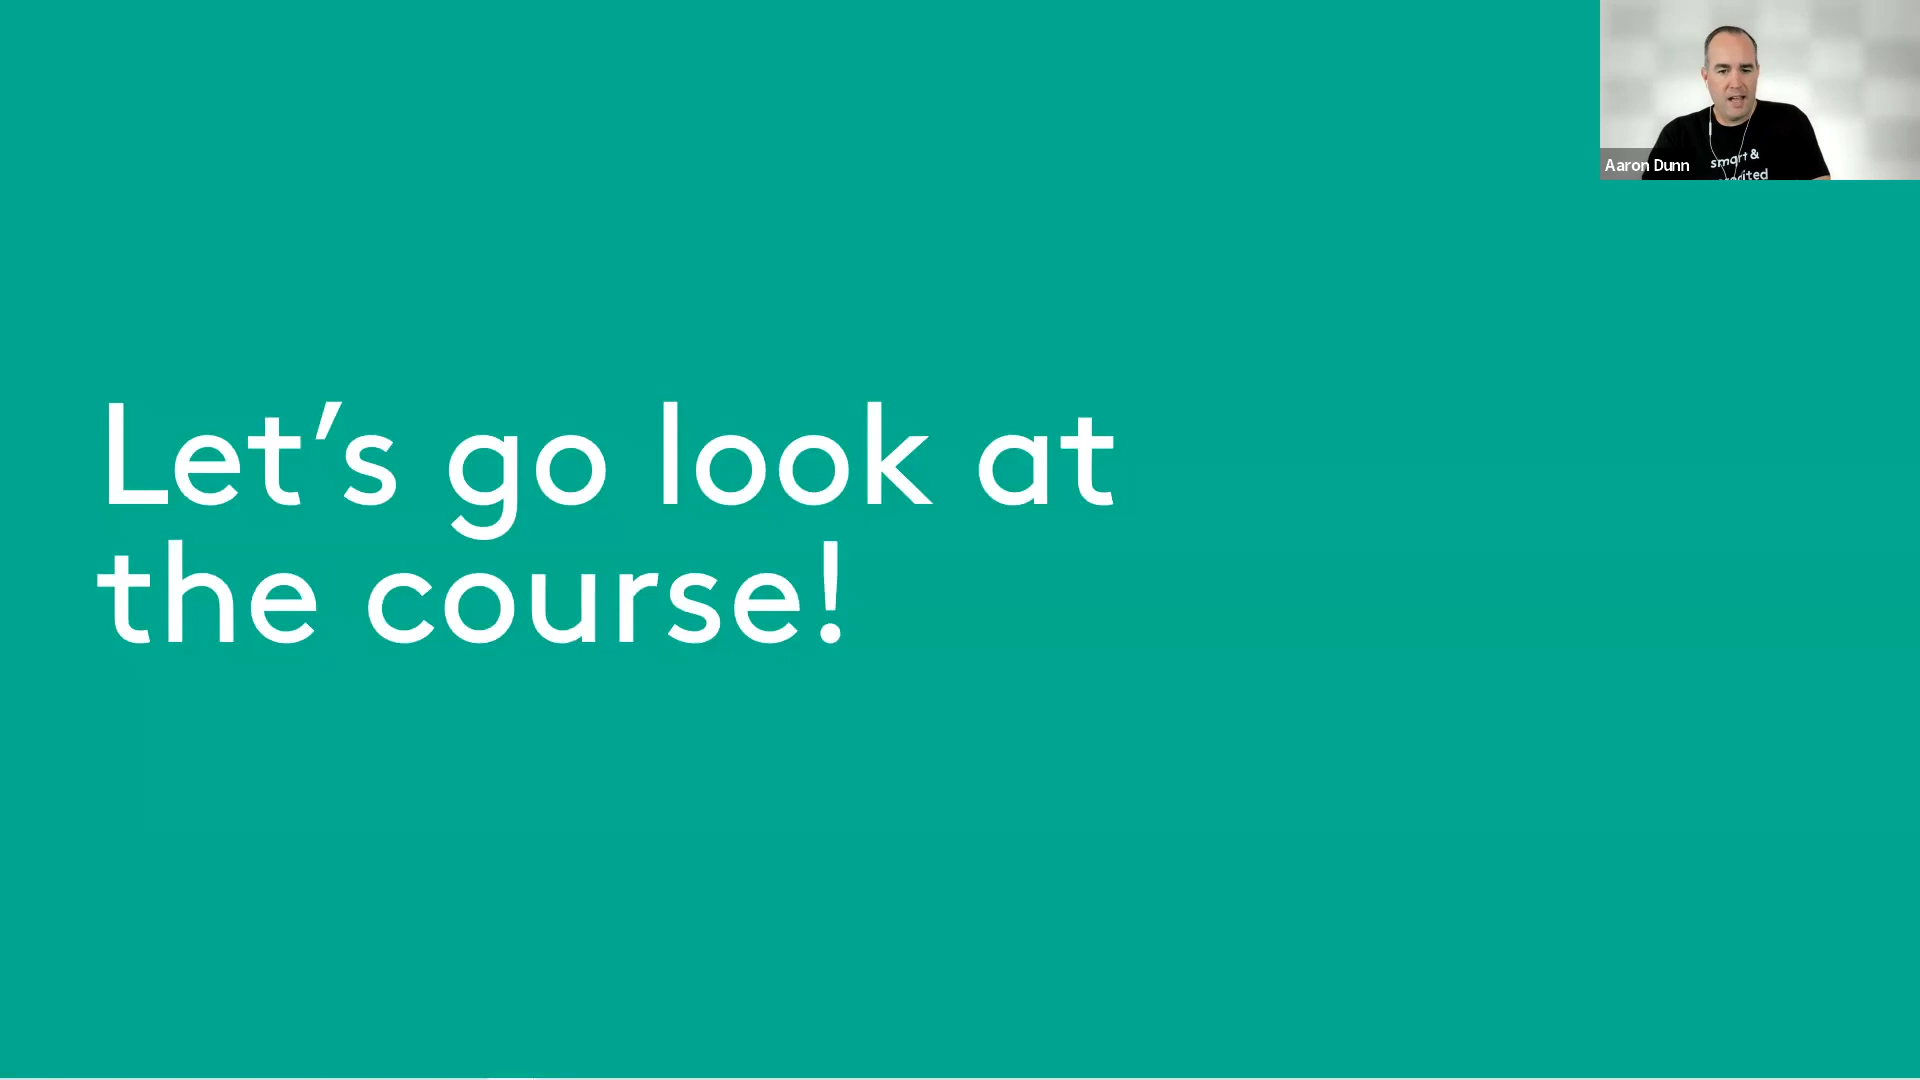 Let’s go look at
the course!
Aaron Dunn
smart &